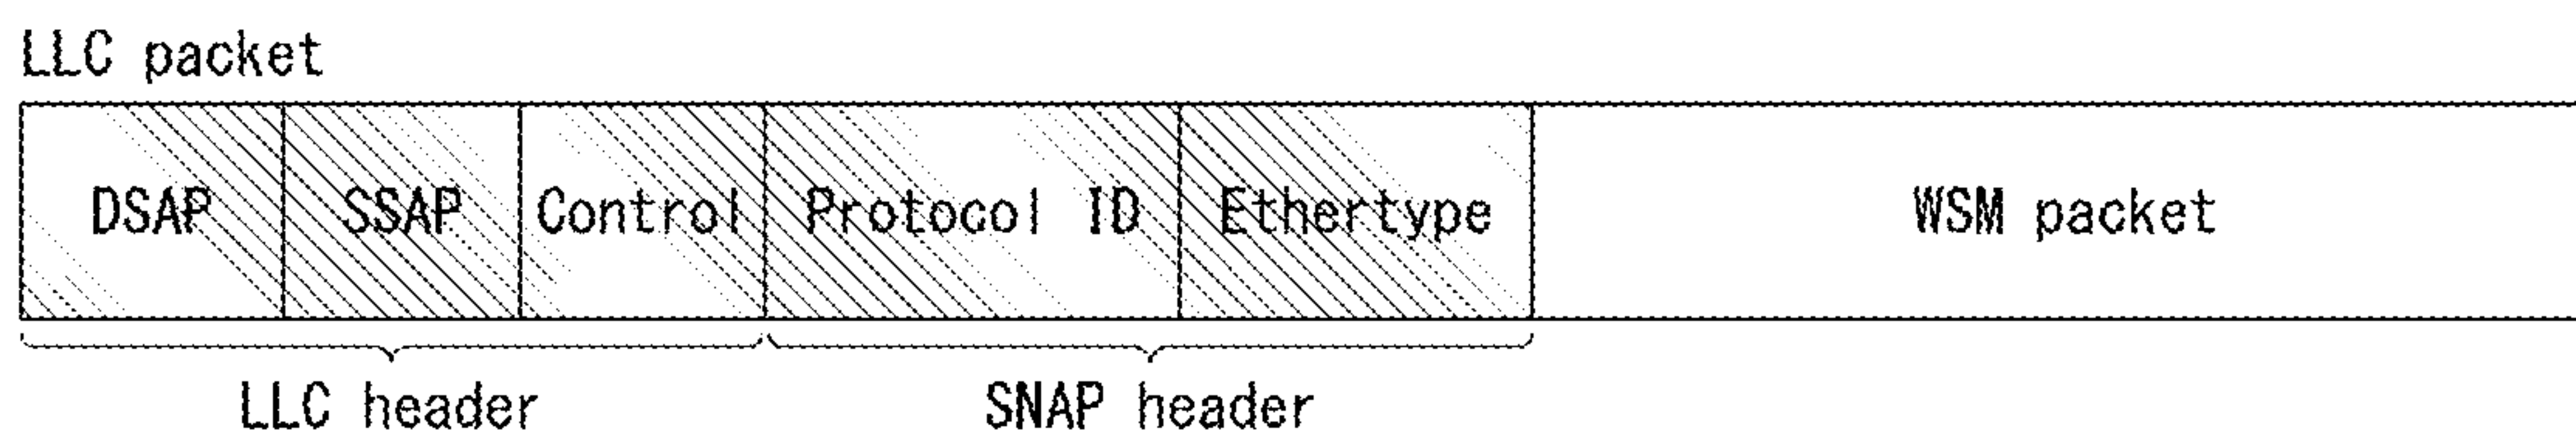 LLC packet
DSAP SSAP Control Protocol ID Ethertype WSM packet
LLC header SNAP header